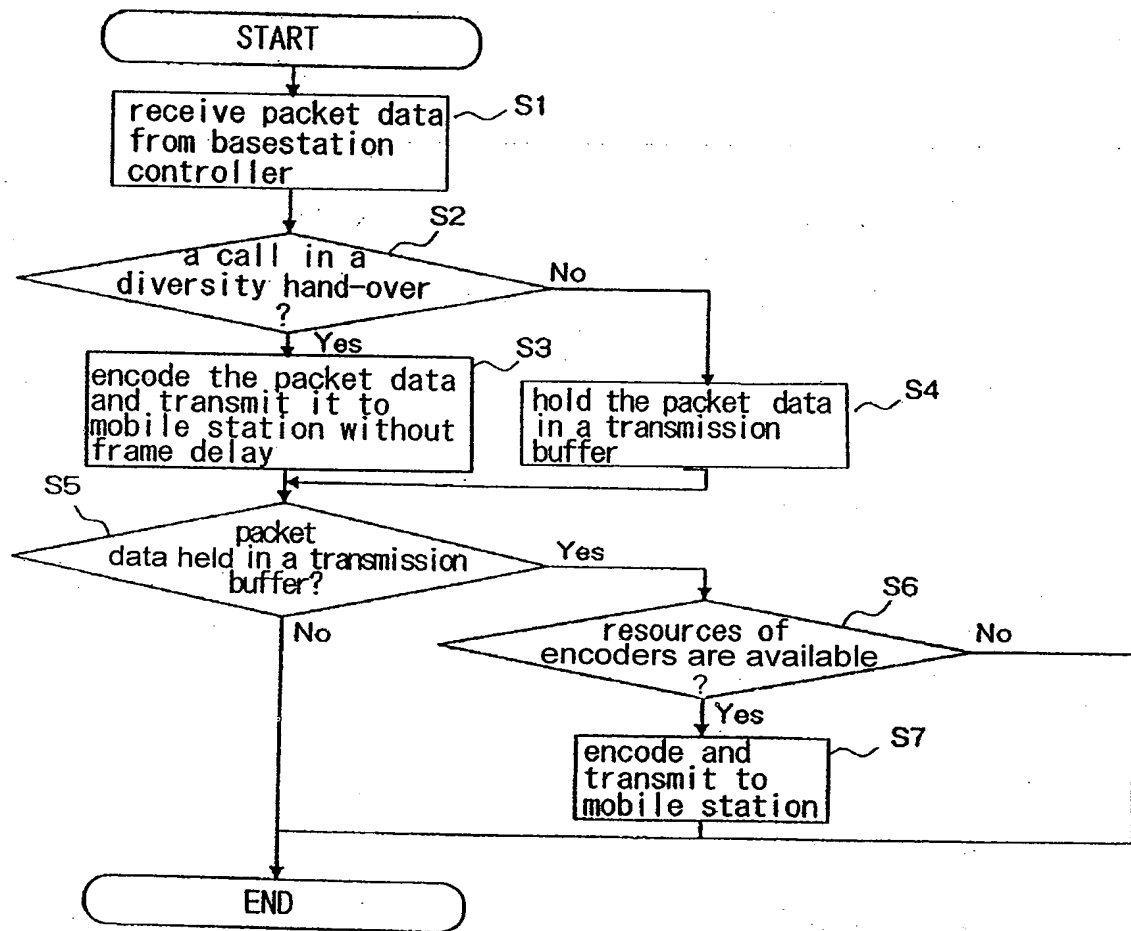 START
receive packet data
from basestation
controller
S1
S2
a call in a
diversity hand-over
?
No
Yes
S3
encode the packet data
and transmit it to
mobile station without
frame delay
S4
hold the packet data
in a transmission
buffer
S5
packet
data held in a transmission
buffer?
Yes
No
S6
resources of
encoders are available
?
No
Yes
S7
encode and
transmit to
mobile station
END